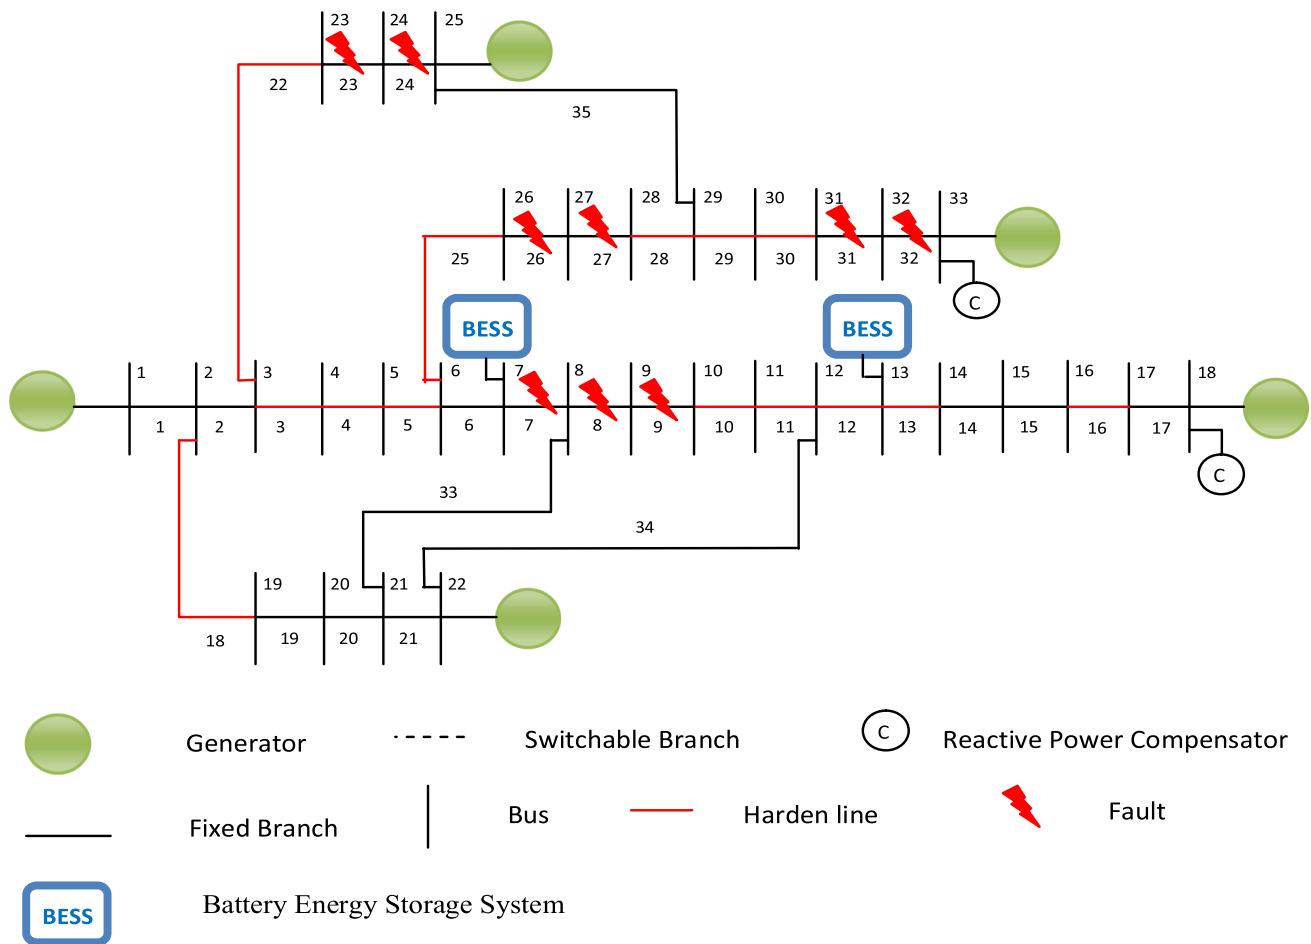 23 24 25
22 23 24
35
26 27 28 29 30 31 32 33
25 26 27 28 29 30 31 32
C
BESS BESS
1 2 3 4 5 6 7 8 9 10 11 12 13 14 15 16 17 18
1 2 3 4 5 6 7 8 9 10 11 12 13 14 15 16 17
C
33
34
19 20 21 22
18 19 20 21
Generator Switchable Branch C Reactive Power Compensator
Fixed Branch Bus Harden line Fault
BESS Battery Energy Storage System